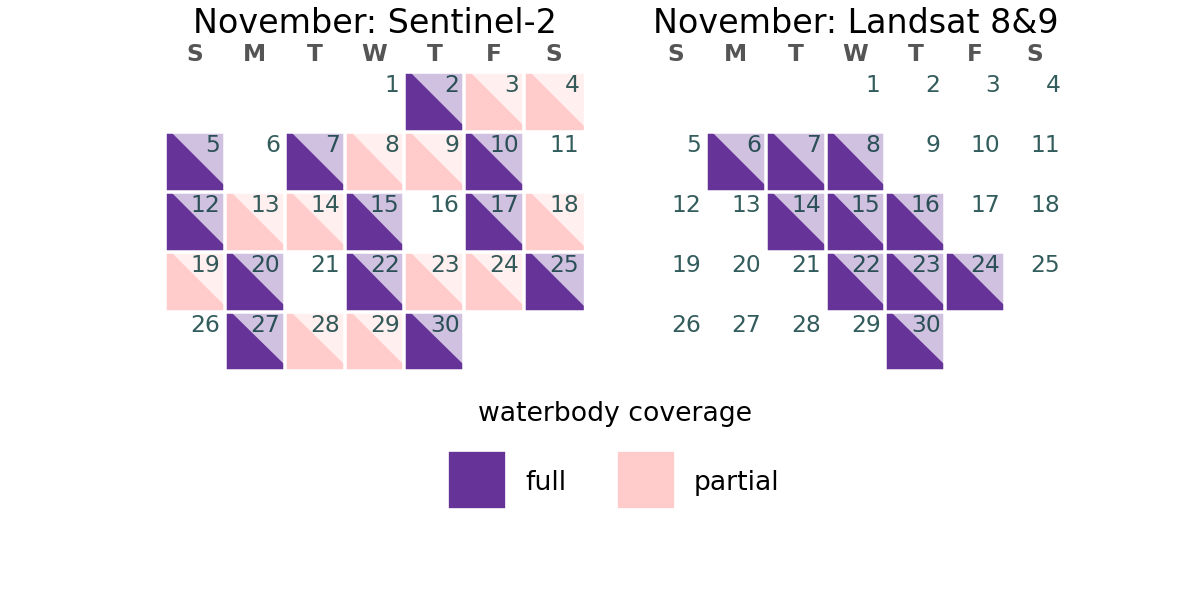 November: Sentinel-2
S M T W T F S
1 2 3 4
5 6 7 8 9 10 11
12 13 14 15 16 17 18
19 20 21 22 23 24 25
26 27 28 29 30
November: Landsat 8&9
S M T W T F S
1 2 3 4
5 6 7 8 9 10 11
12 13 14 15 16 17 18
19 20 21 22 23 24 25
26 27 28 29 30
waterbody coverage
full partial